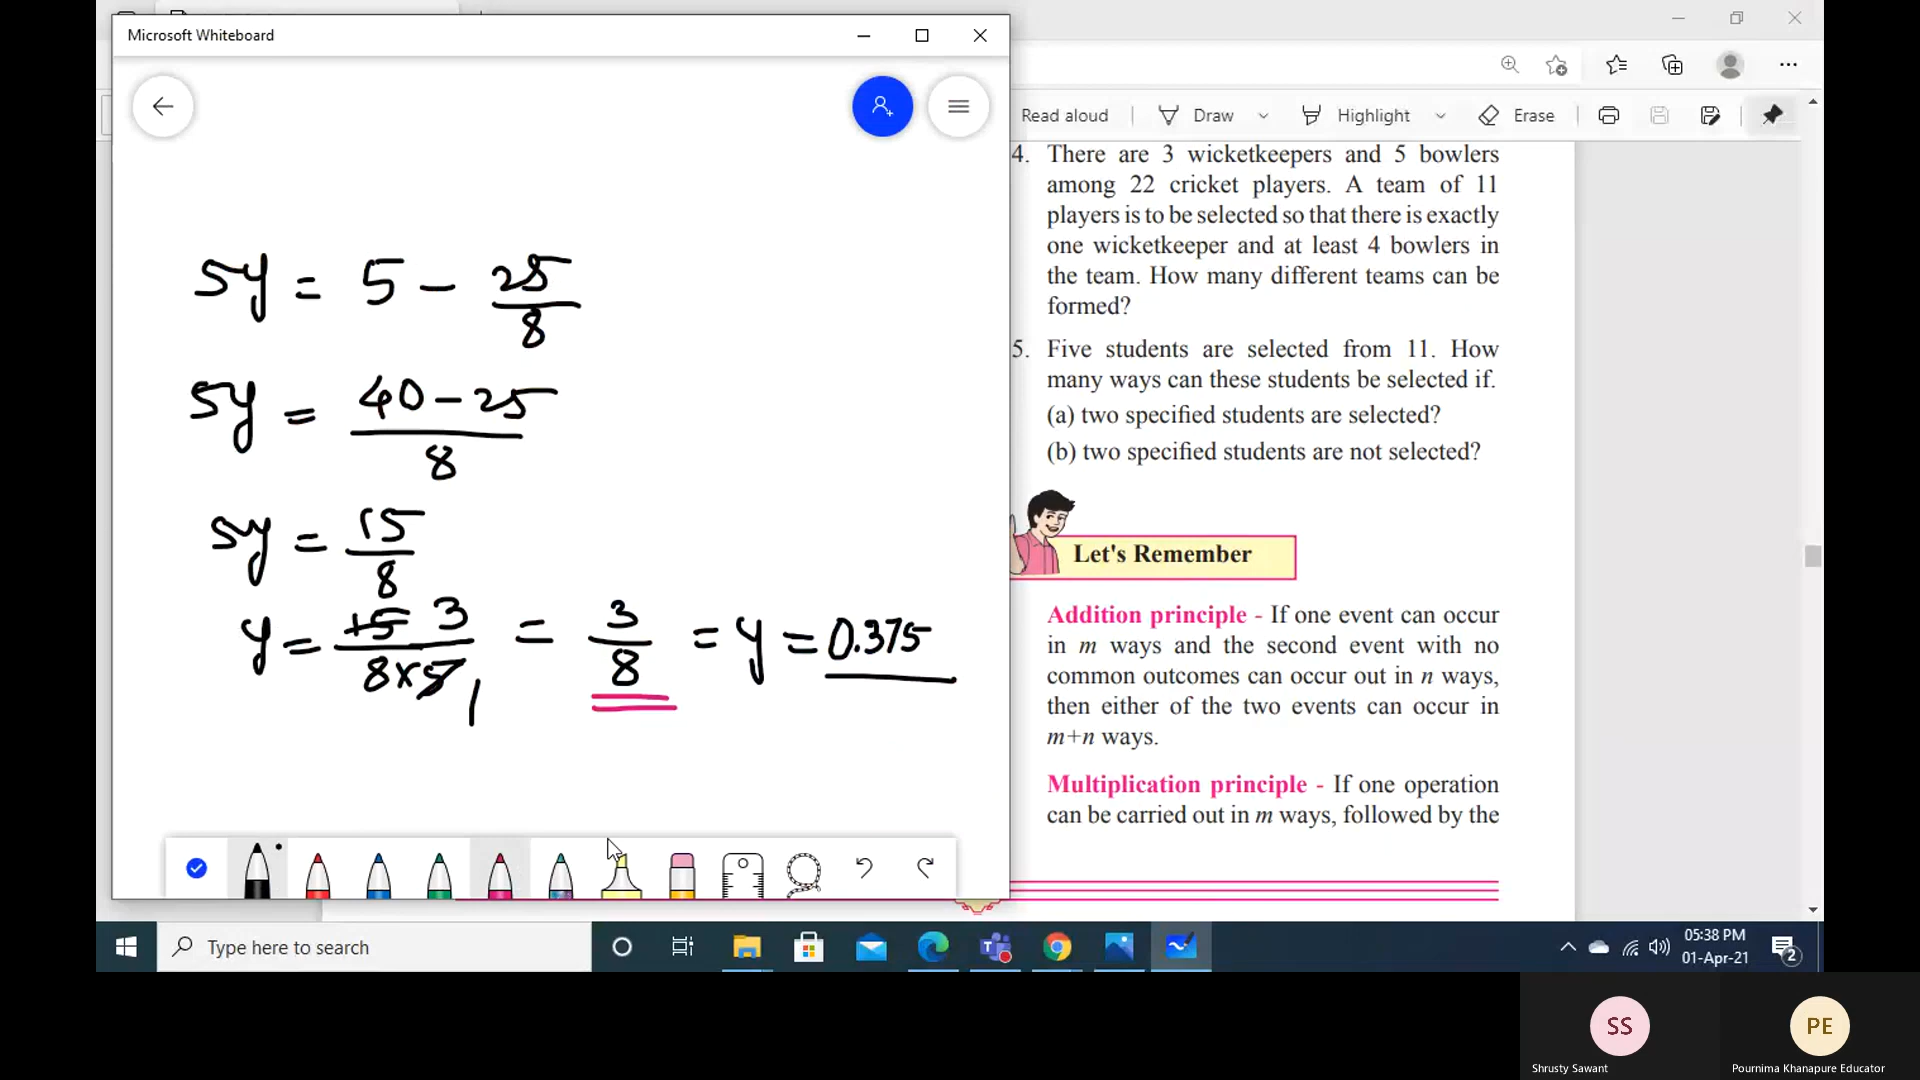 Microsoft Whiteboard
5y = 5 - 25/8
5y = 40 - 25/8
5y = 15/8
y = 15 3/8×5 1 = 3/8 = y = 0.375
Read aloud Draw Highlight Erase
4. There are 3 wicketkeepers and 5 bowlers
among 22 cricket players. A team of 11
players is to be selected so that there is exactly
one wicketkeeper and at least 4 bowlers in
the team. How many different teams can be
formed?
5. Five students are selected from 11. How
many ways can these students be selected if.
(a) two specified students are selected?
(b) two specified students are not selected?
Let's Remember
Addition principle - If one event can occur
in m ways and the second event with no
common outcomes can occur out in n ways,
then either of the two events can occur in
m+n ways.
Multiplication principle - If one operation
can be carried out in m ways, followed by the
Type here to search
05:38 PM
01-Apr-21
2
SS
PE
Shrusty Sawant
Pournima Khanapure Educator